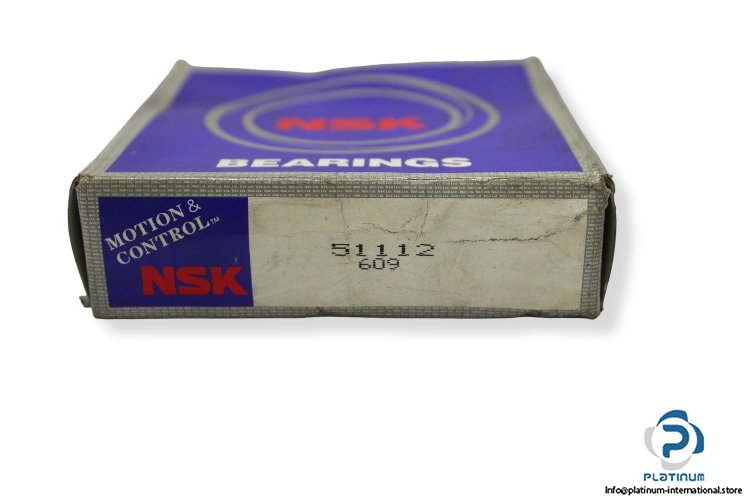 NSK
BEARINGS
MOTION &
CONTROL™
NSK
51112
609
PLATINUM
Info@platinum-international.store